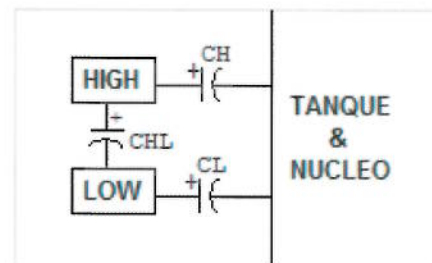 CH
HIGH
+
TANQUE
+
&
CHL
NUCLEO
CL
LOW
+